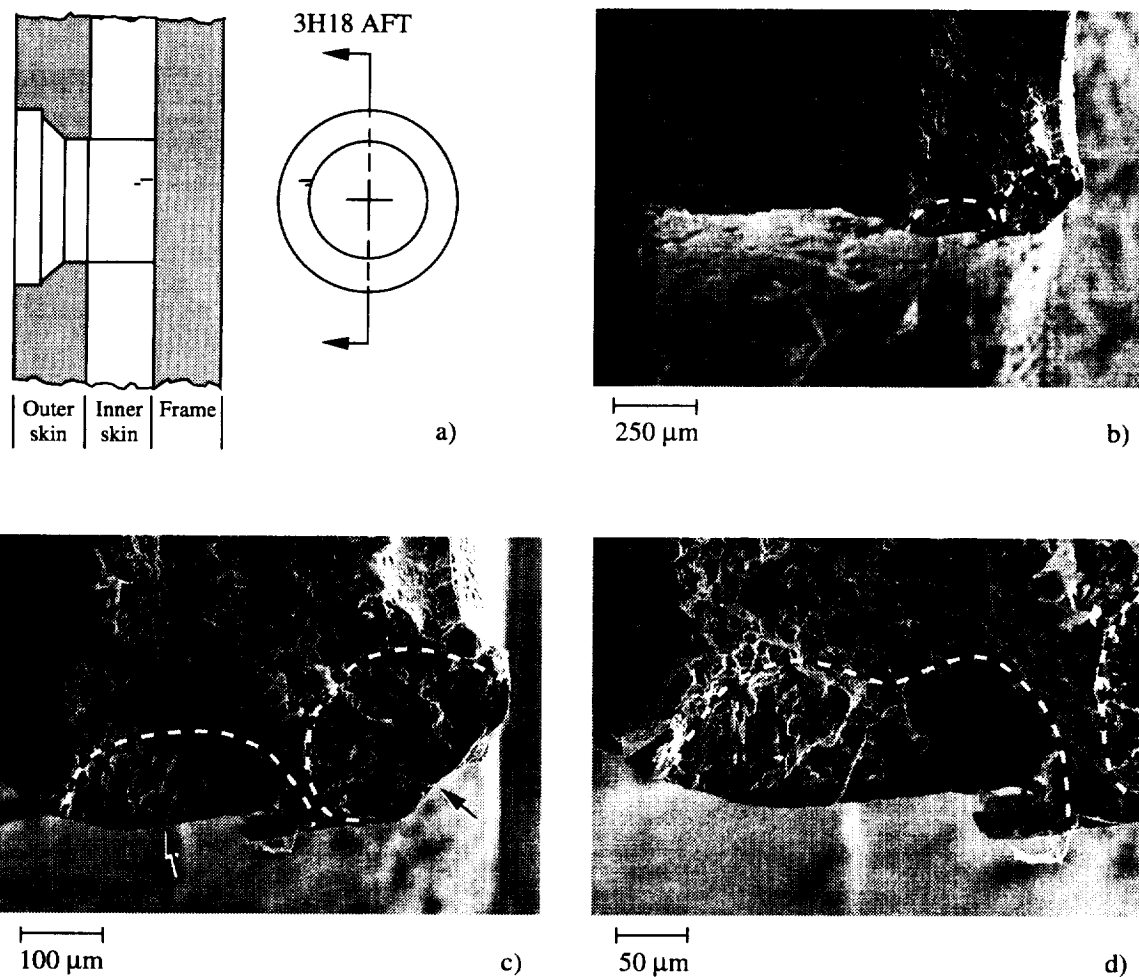 3H18 AFT
Outer
skin
Inner
skin
Frame
a)
250 μm
b)
100 μm
c)
50 μm
d)